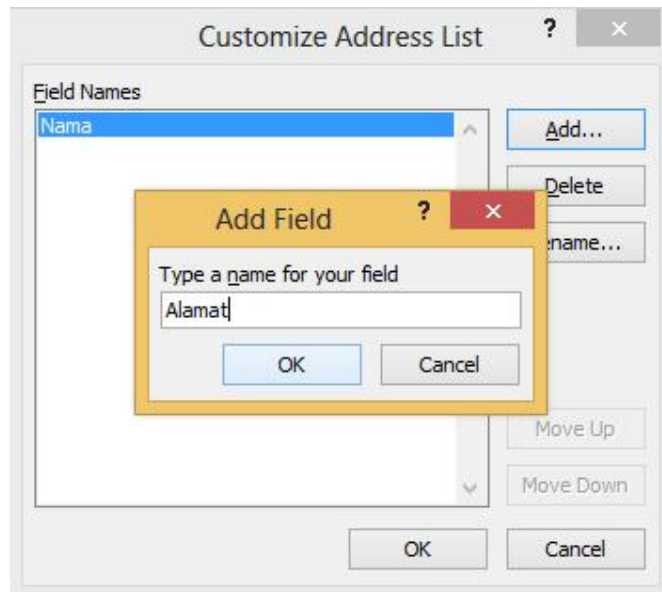 Customize Address List ? ×
Field Names
Nama
Add...
Delete
ename...
Add Field ? ×
Type a name for your field
Alamat
OK Cancel
Move Up
Move Down
OK Cancel